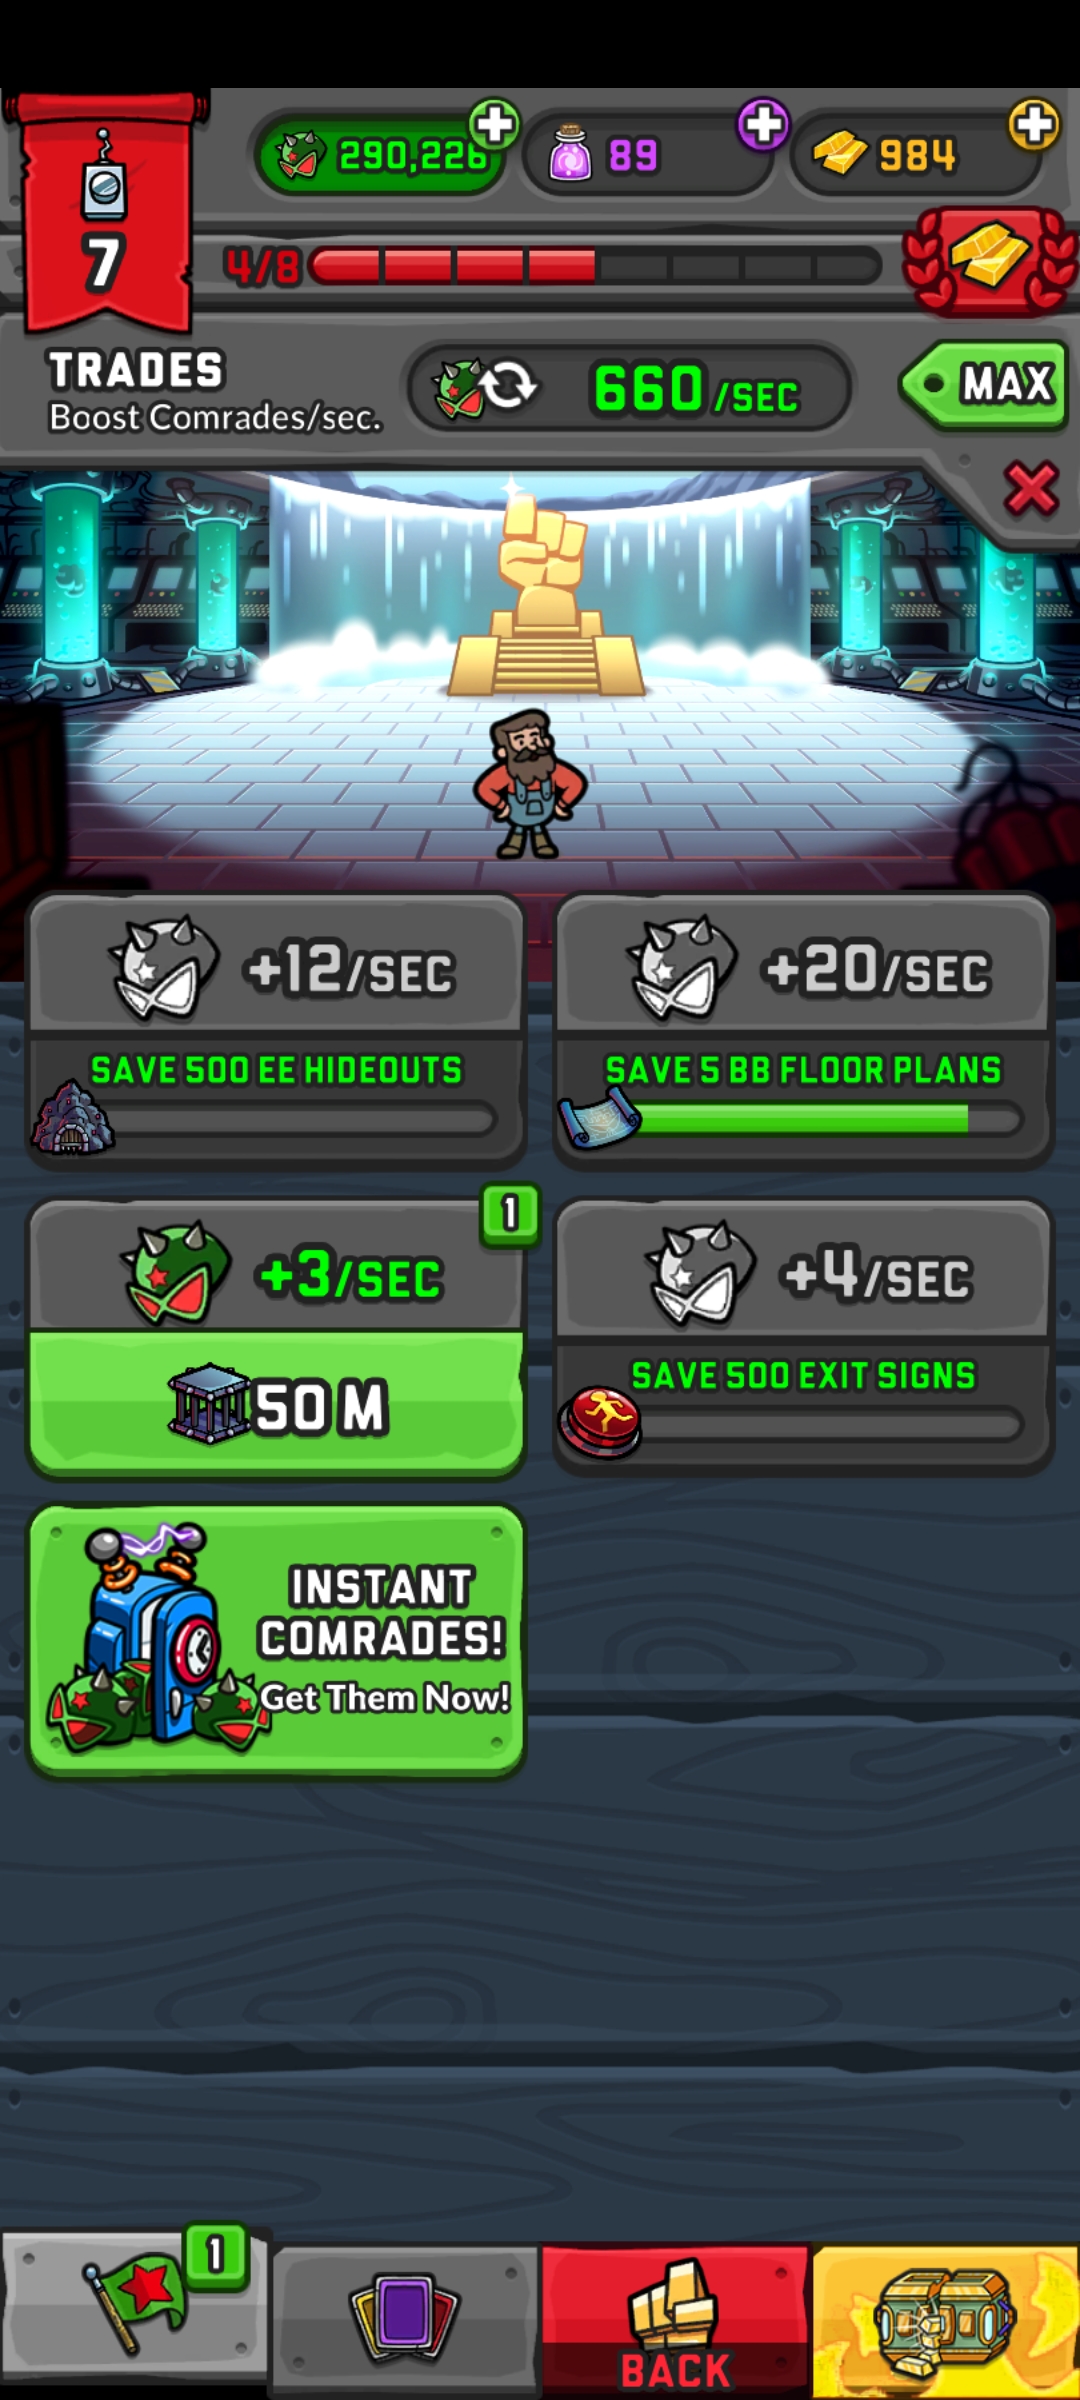 290,226
89
984
7
4/8
TRADES
Boost Comrades/sec.
660/SEC
MAX
+12/SEC
SAVE 500 EE HIDEOUTS
+20/SEC
SAVE 5 BB FLOOR PLANS
1
+3/SEC
50 M
+4/SEC
SAVE 500 EXIT SIGNS
INSTANT
COMRADES!
Get Them Now!
1
BACK